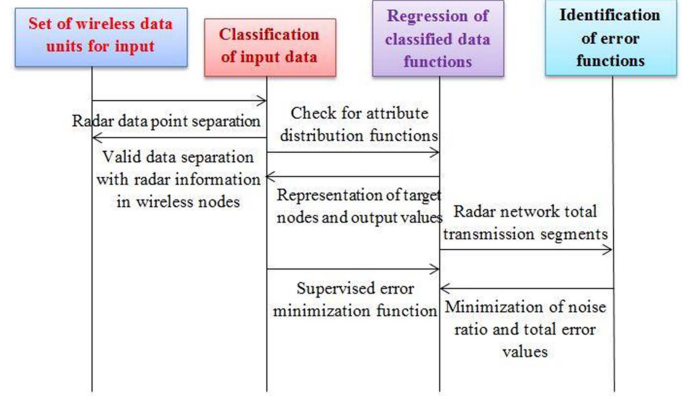 Set of wireless data
units for input
Classification
of input data
Regression of
classified data
functions
Identification
of error
functions
Radar data point separation
Check for attribute
distribution functions
Valid data separation
with radar information
in wireless nodes
Representation of target
nodes and output values
Radar network total
transmission segments
Supervised error
minimization function
Minimization of noise
ratio and total error
values